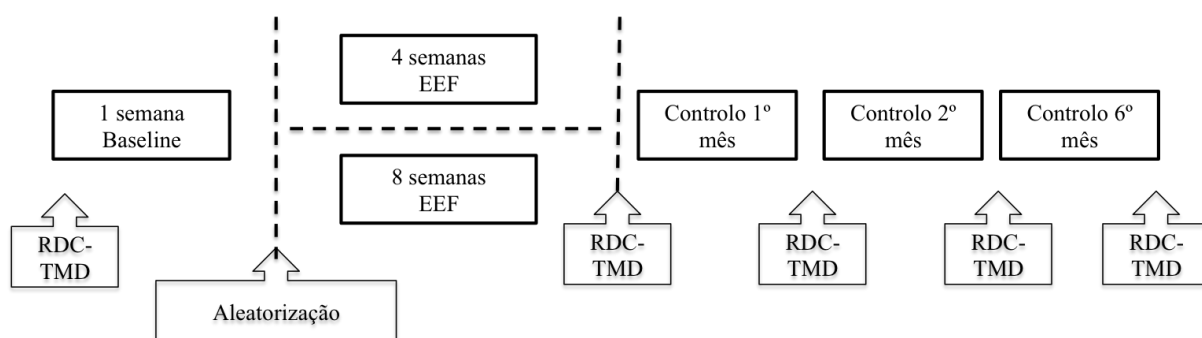 1 semana
Baseline
4 semanas
EEF
8 semanas
EEF
Controlo 1º
mês
Controlo 2º
mês
Controlo 6º
mês
RDC-
TMD
Aleatorização
RDC-
TMD
RDC-
TMD
RDC-
TMD
RDC-
TMD